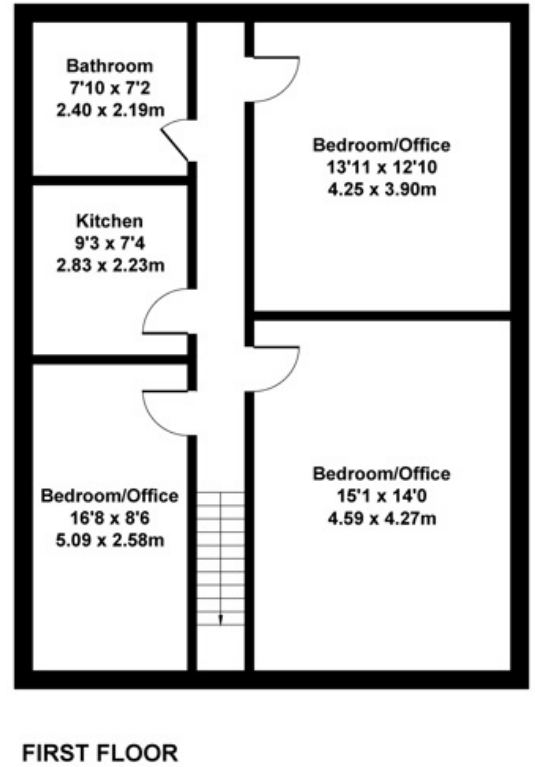 Bathroom
7'10 x 7'2
2.40 x 2.19m
Bedroom/Office
13'11 x 12'10
4.25 x 3.90m
Kitchen
9'3 x 7'4
2.83 x 2.23m
Bedroom/Office
16'8 x 8'6
5.09 x 2.58m
Bedroom/Office
15'1 x 14'0
4.59 x 4.27m
FIRST FLOOR